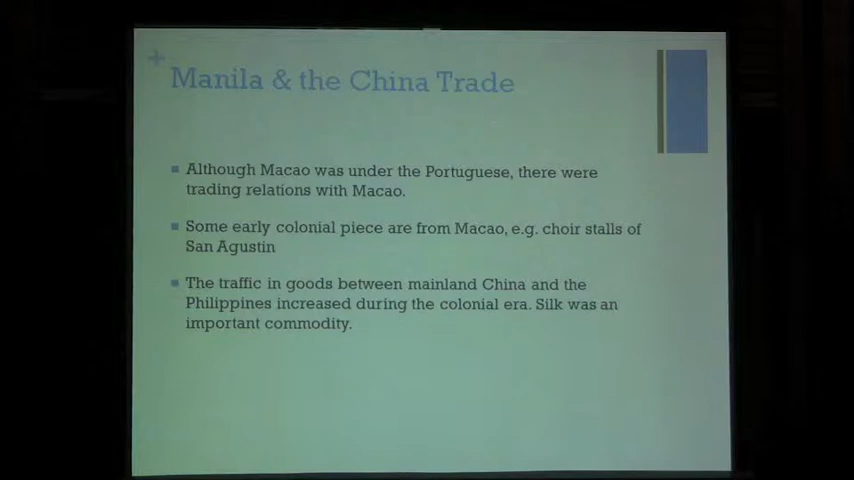 Manila & the China Trade
Although Macao was under the Portuguese, there were
trading relations with Macao.
Some early colonial piece are from Macao, e.g. choir stalls of
San Agustin
The traffic in goods between mainland China and the
Philippines increased during the colonial era. Silk was an
important commodity.